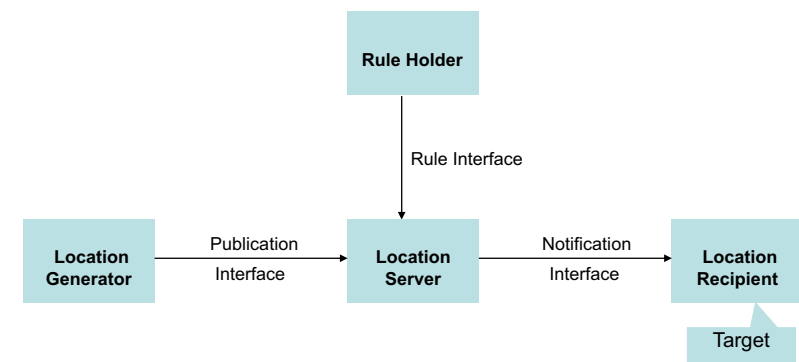 Rule Holder
Rule Interface
Location
Generator
Publication
Interface
Location
Server
Notification
Interface
Location
Recipient
Target